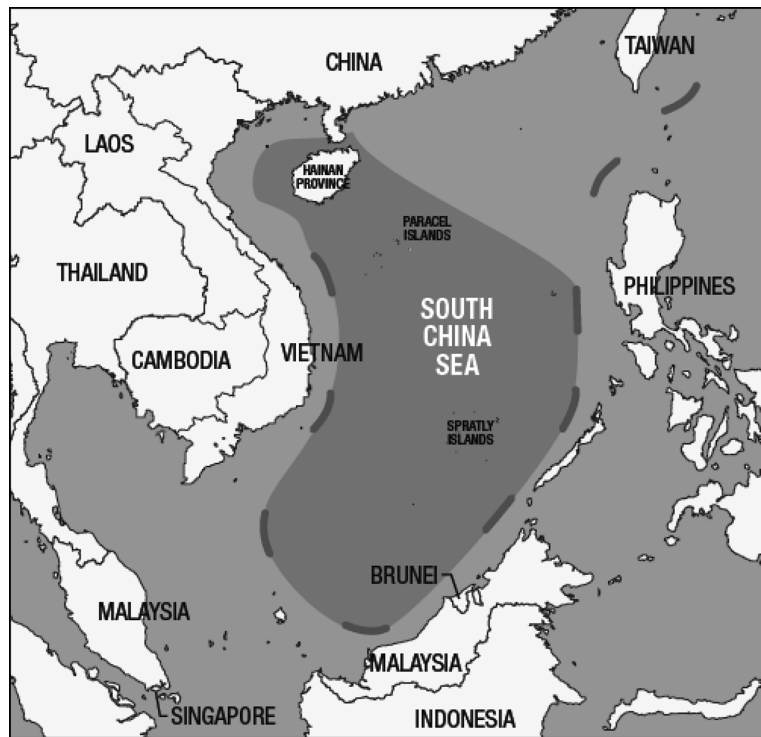 TAIWAN
CHINA
LAOS
HAINAN
PROVINCE
PARACEL
ISLANDS
THAILAND
PHILIPPINES
SOUTH
CHINA
SEA
CAMBODIA
VIETNAM
SPRATLY
ISLANDS
BRUNEI
MALAYSIA
MALAYSIA
SINGAPORE
INDONESIA